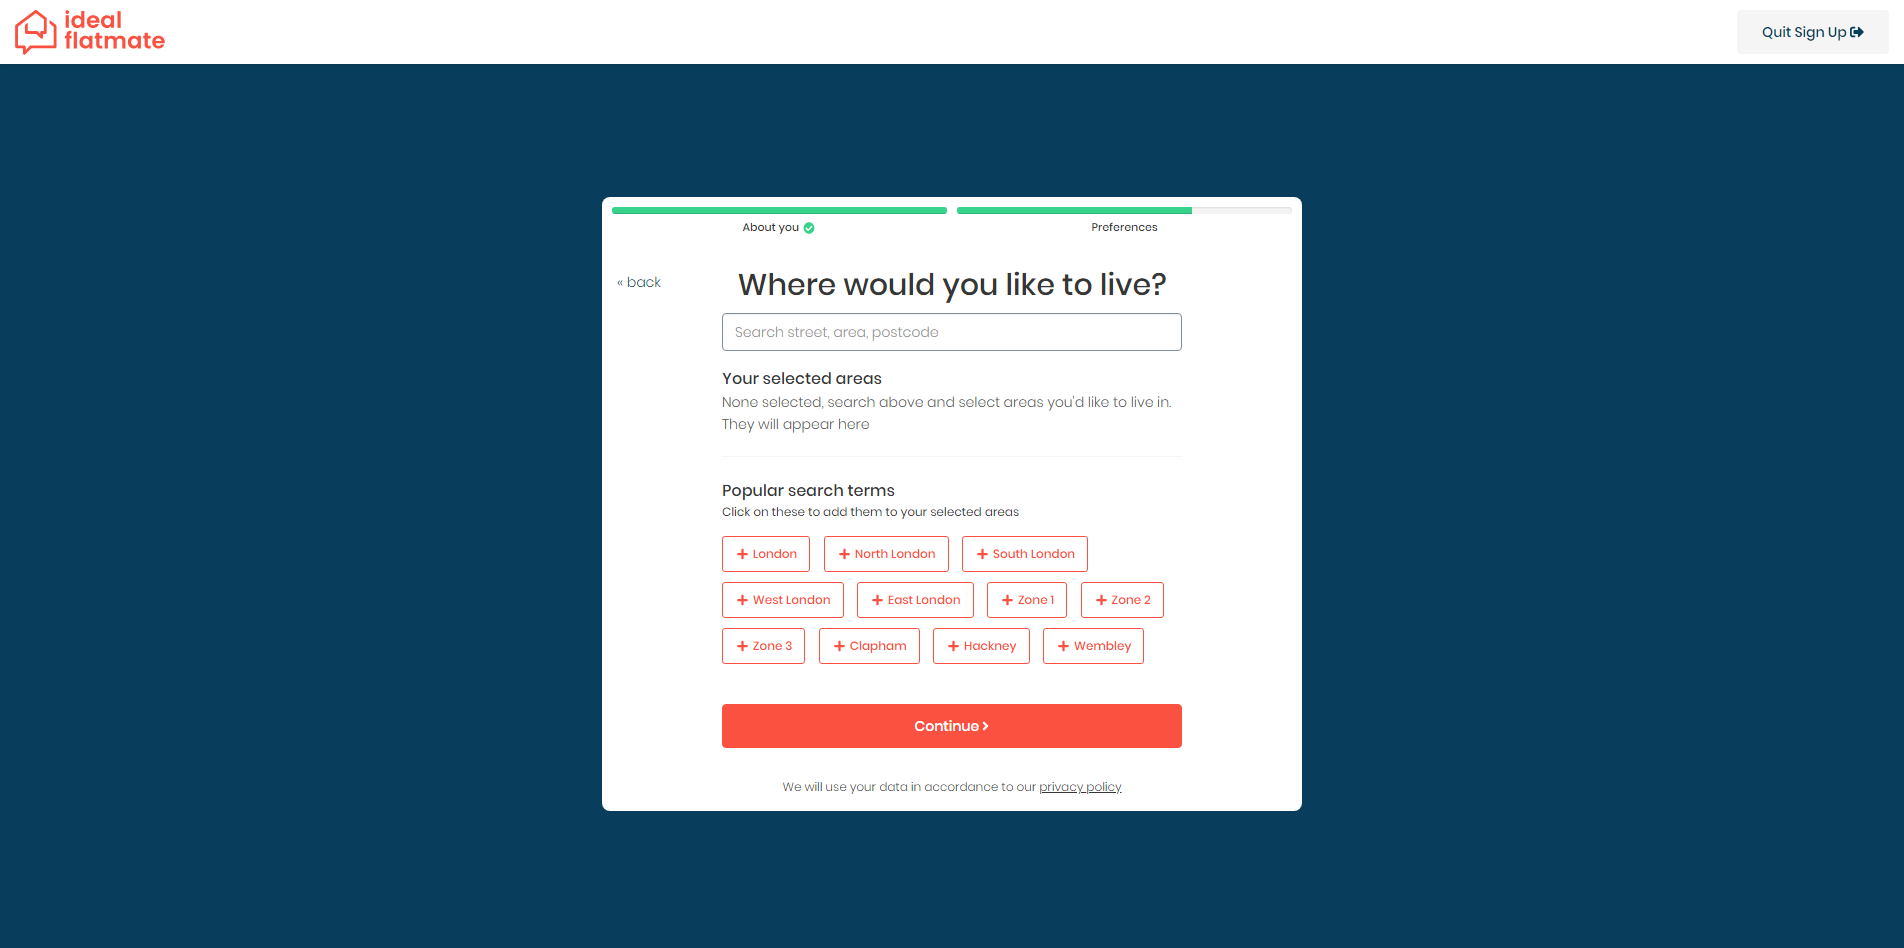 ideal
flatmate
Quit Sign Up
About you
Preferences
« back
Where would you like to live?
Search street, area, postcode
Your selected areas
None selected, search above and select areas you'd like to live in.
They will appear here
Popular search terms
Click on these to add them to your selected areas
+ London
+ North London
+ South London
+ West London
+ East London
+ Zone 1
+ Zone 2
+ Zone 3
+ Clapham
+ Hackney
+ Wembley
Continue >
We will use your data in accordance to our privacy policy